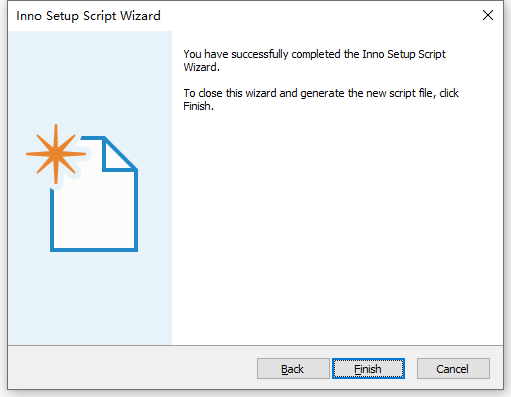 Inno Setup Script Wizard
You have successfully completed the Inno Setup Script
Wizard.
To close this wizard and generate the new script file, click
Finish.
Back
Finish
Cancel